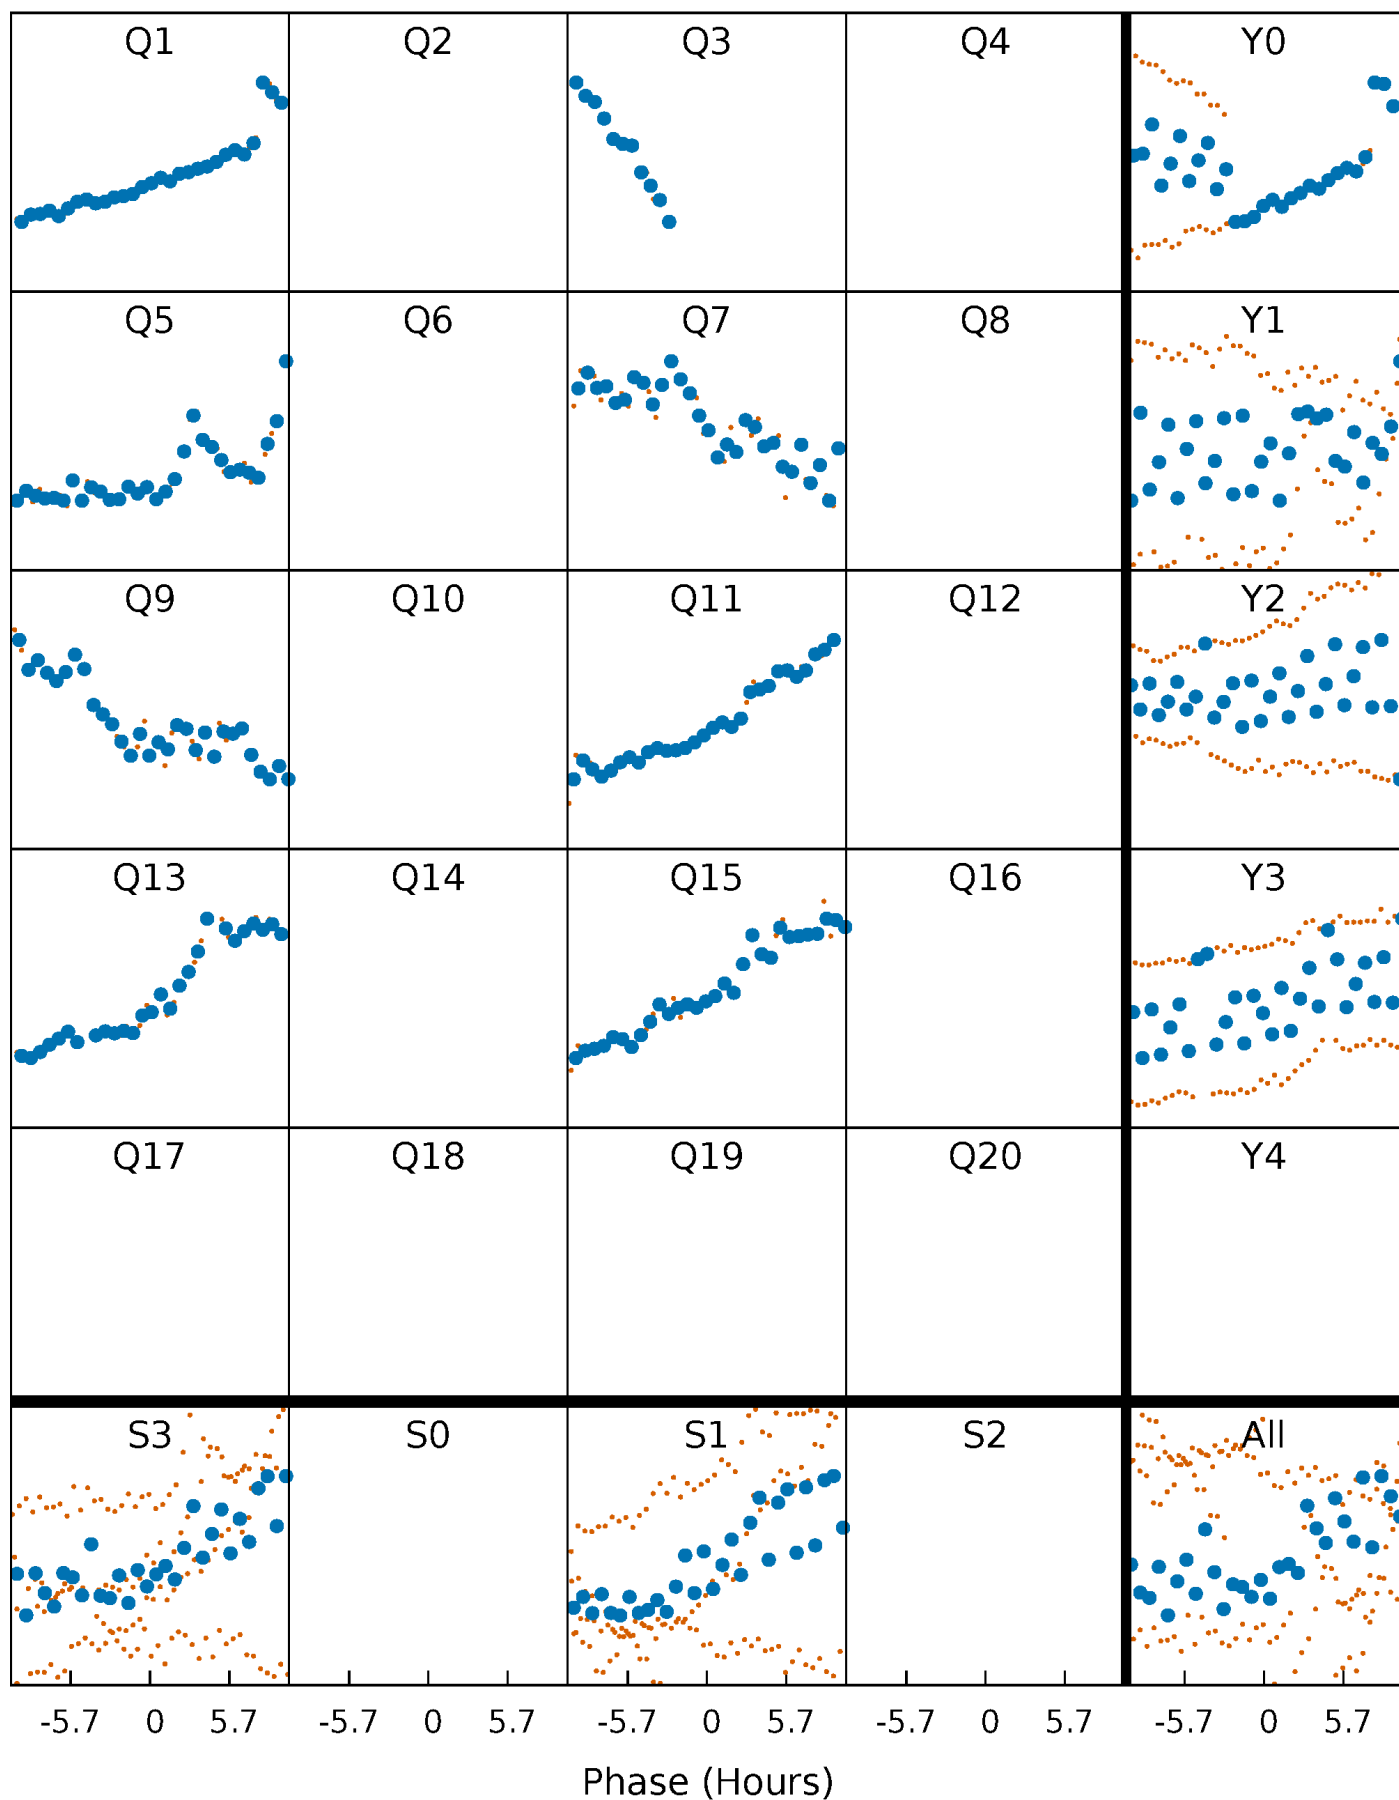 Q1 Q2 Q3 Q4 Y0
Q5 Q6 Q7 Q8 Y1
Q9 Q10 Q11 Q12 Y2
Q13 Q14 Q15 Q16 Y3
Q17 Q18 Q19 Q20 Y4
S3 S0 S1 S2 All
-5.7 0 5.7 -5.7 0 5.7 -5.7 0 5.7 -5.7 0 5.7 -5.7 0 5.7
Phase (Hours)